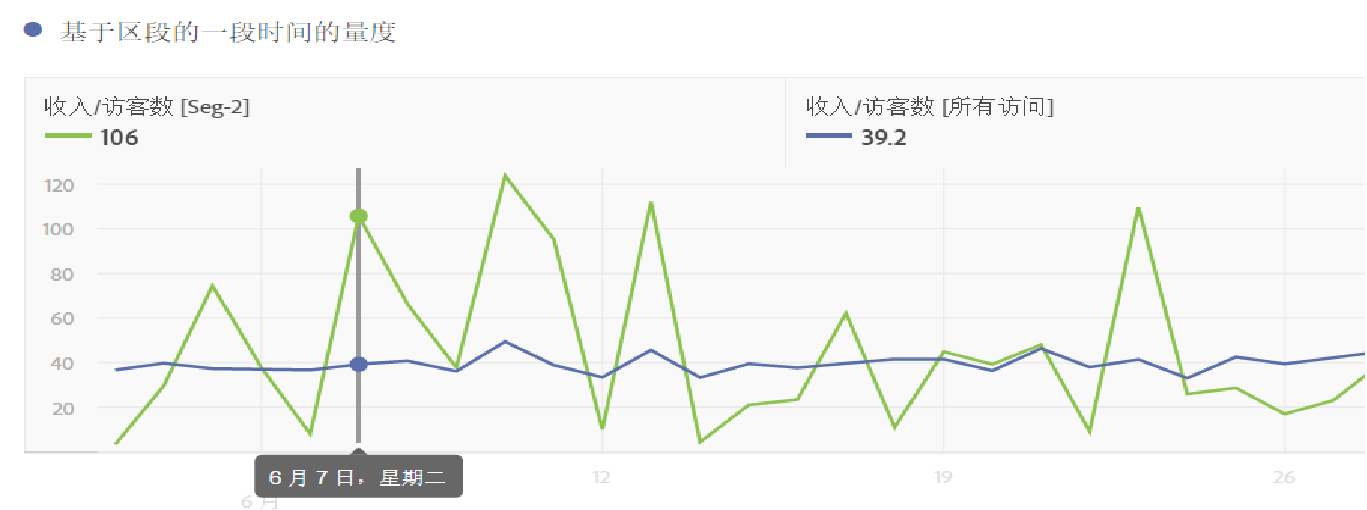 基于区段的一段时间的量度
收入/访客数 [Seg-2]
106
收入/访客数 [所有访问]
39.2
120
100
80
60
40
20
6 月 7 日，星期二
12
19
26
6 月